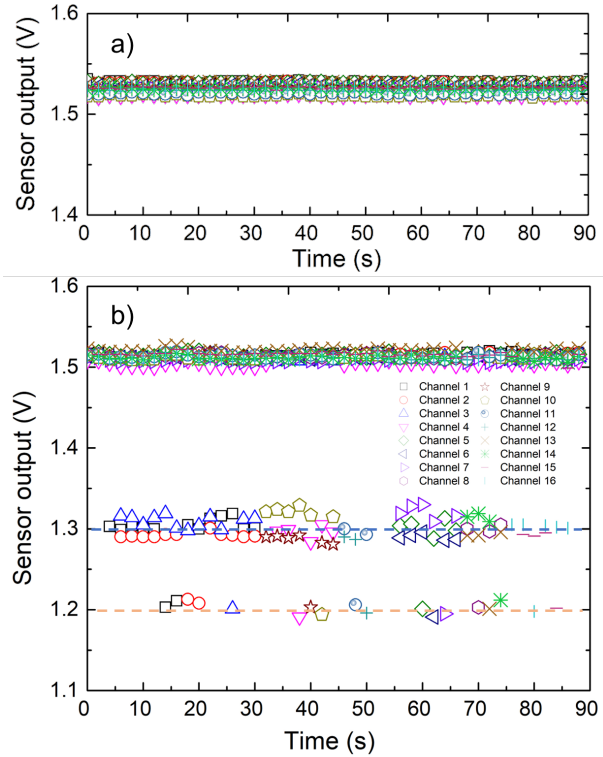 a)
1.6
1.5
1.4
Sensor output (V)
0 10 20 30 40 50 60 70 80 90
Time (s)
b)
1.6
1.5
1.4
1.3
1.2
1.1
Sensor output (V)
Channel 1 Channel 9
Channel 2 Channel 10
Channel 3 Channel 11
Channel 4 Channel 12
Channel 5 Channel 13
Channel 6 Channel 14
Channel 7 Channel 15
Channel 8 Channel 16
0 10 20 30 40 50 60 70 80 90
Time (s)